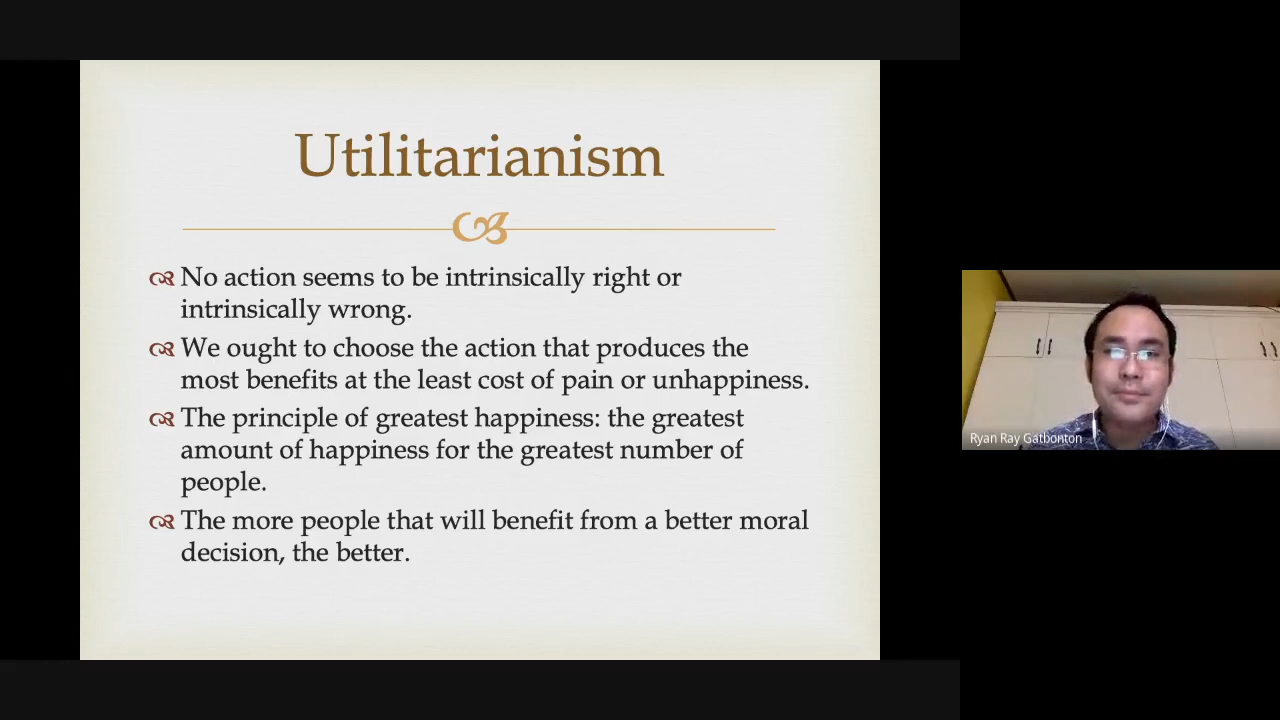 Utilitarianism
No action seems to be intrinsically right or
intrinsically wrong.
We ought to choose the action that produces the
most benefits at the least cost of pain or unhappiness.
The principle of greatest happiness: the greatest
amount of happiness for the greatest number of
people.
The more people that will benefit from a better moral
decision, the better.
Ryan Ray Gatbonton